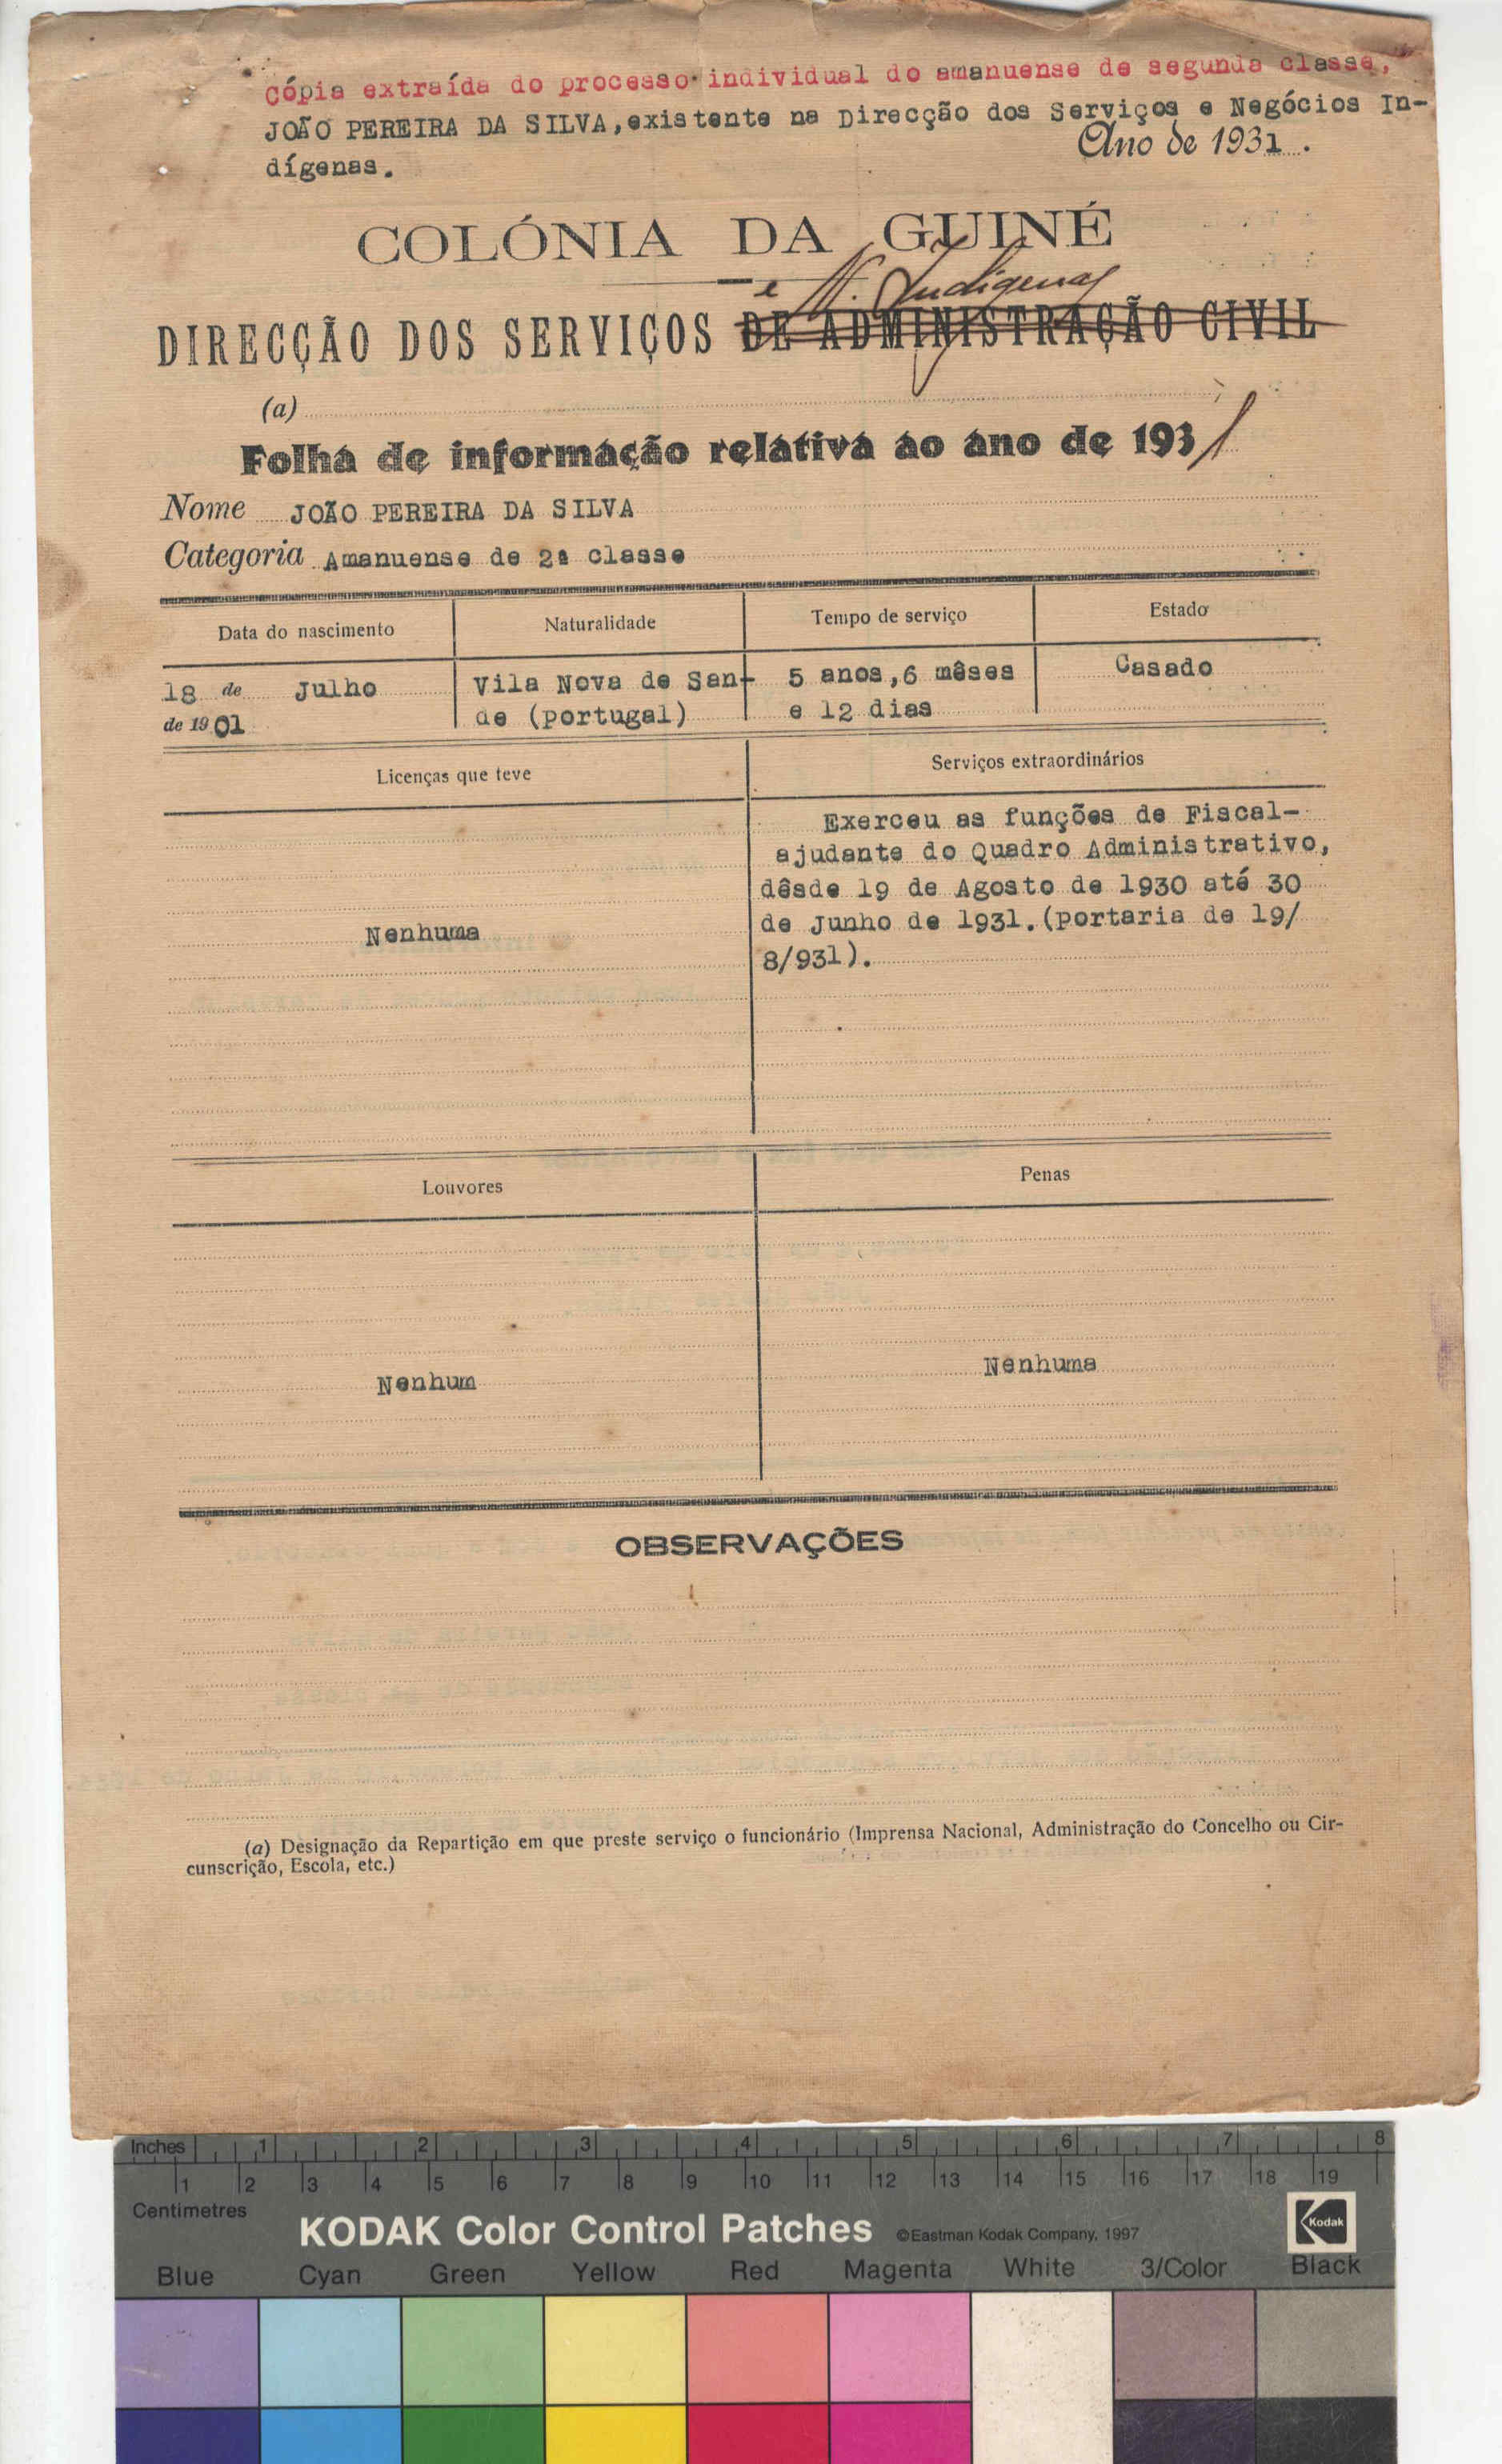 Cópia extraída do processo individual do amanuense de segunda classe,
JOÃO PEREIRA DA SILVA,existente na Direcção dos Serviços e Negócios In-
dígenas.
Ano de 1931.
COLÓNIA DA GUINÉ
e N. Indígenas
DIRECÇÃO DOS SERVIÇOS DE ADMINISTRAÇÃO CIVIL
(a)
Folha de informação relativa ao ano de 1931
Nome JOÃO PEREIRA DA SILVA
Categoria Amanuense de 2ª classe
Data do nascimento
Naturalidade
Tempo de serviço
Estado
18 de Julho
de 1901
Vila Nova de San-
de (portugal)
5 anos,6 mêses
e 12 dias
Casado
Licenças que teve
Serviços extraordinários
Nenhuma
Exerceu as funções de Fiscal-
ajudante do Quadro Administrativo,
dêsde 19 de Agosto de 1930 até 30
de Junho de 1931.(portaria de 19/
8/931).
Louvores
Penas
Nenhum
Nenhuma
OBSERVAÇÕES
(a) Designação da Repartição em que preste serviço o funcionário (Imprensa Nacional, Administração do Concelho ou Cir-
cunscrição, Escola, etc.)
Inches 1 2 3 4 5 6 7 8
1 2 3 4 5 6 7 8 9 10 11 12 13 14 15 16 17 18 19
Centimetres
KODAK Color Control Patches ©Eastman Kodak Company, 1997
Kodak
Blue Cyan Green Yellow Red Magenta White 3/Color Black